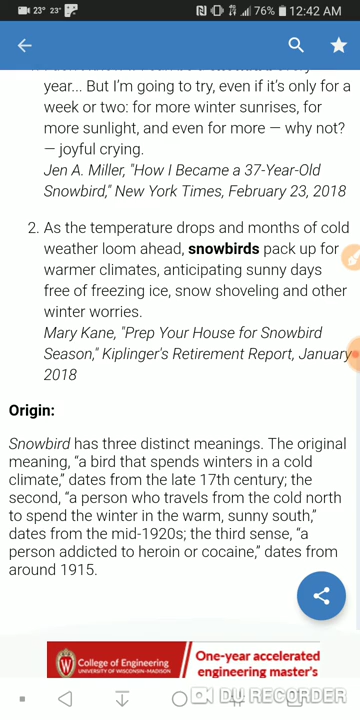 23° 23° 76% 12:42 AM
year... But I'm going to try, even if it's only for a
week or two: for more winter sunrises, for
more sunlight, and even for more — why not?
— joyful crying.
Jen A. Miller, "How I Became a 37-Year-Old
Snowbird," New York Times, February 23, 2018
2. As the temperature drops and months of cold
weather loom ahead, snowbirds pack up for
warmer climates, anticipating sunny days
free of freezing ice, snow shoveling and other
winter worries.
Mary Kane, "Prep Your House for Snowbird
Season," Kiplinger's Retirement Report, January
2018
Origin:
Snowbird has three distinct meanings. The original
meaning, "a bird that spends winters in a cold
climate," dates from the late 17th century; the
second, "a person who travels from the cold north
to spend the winter in the warm, sunny south,"
dates from the mid-1920s; the third sense, "a
person addicted to heroin or cocaine," dates from
around 1915.
College of Engineering
UNIVERSITY OF WISCONSIN-MADISON
One-year accelerated
engineering master's
DU RECORDER